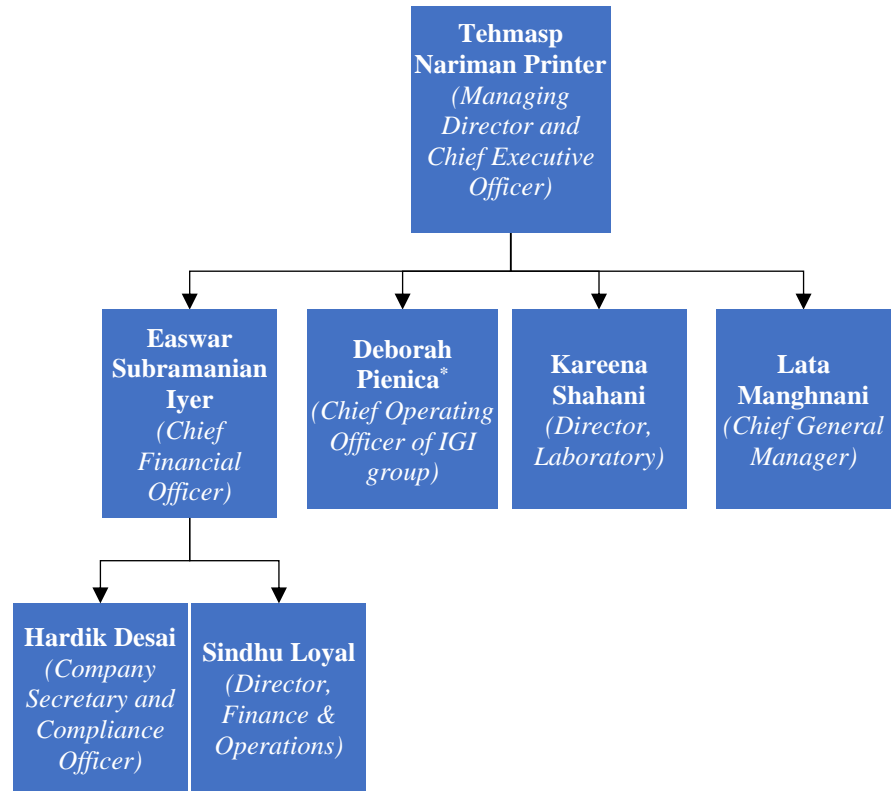 Tehmasp
Nariman Printer
(Managing
Director and
Chief Executive
Officer)
Easwar
Subramanian
Iyer
(Chief
Financial
Officer)
Deborah
Pienica*
(Chief Operating
Officer of IGI
group)
Kareena
Shahani
(Director,
Laboratory)
Lata
Manghnani
(Chief General
Manager)
Hardik Desai
(Company
Secretary and
Compliance
Officer)
Sindhu Loyal
(Director,
Finance &
Operations)